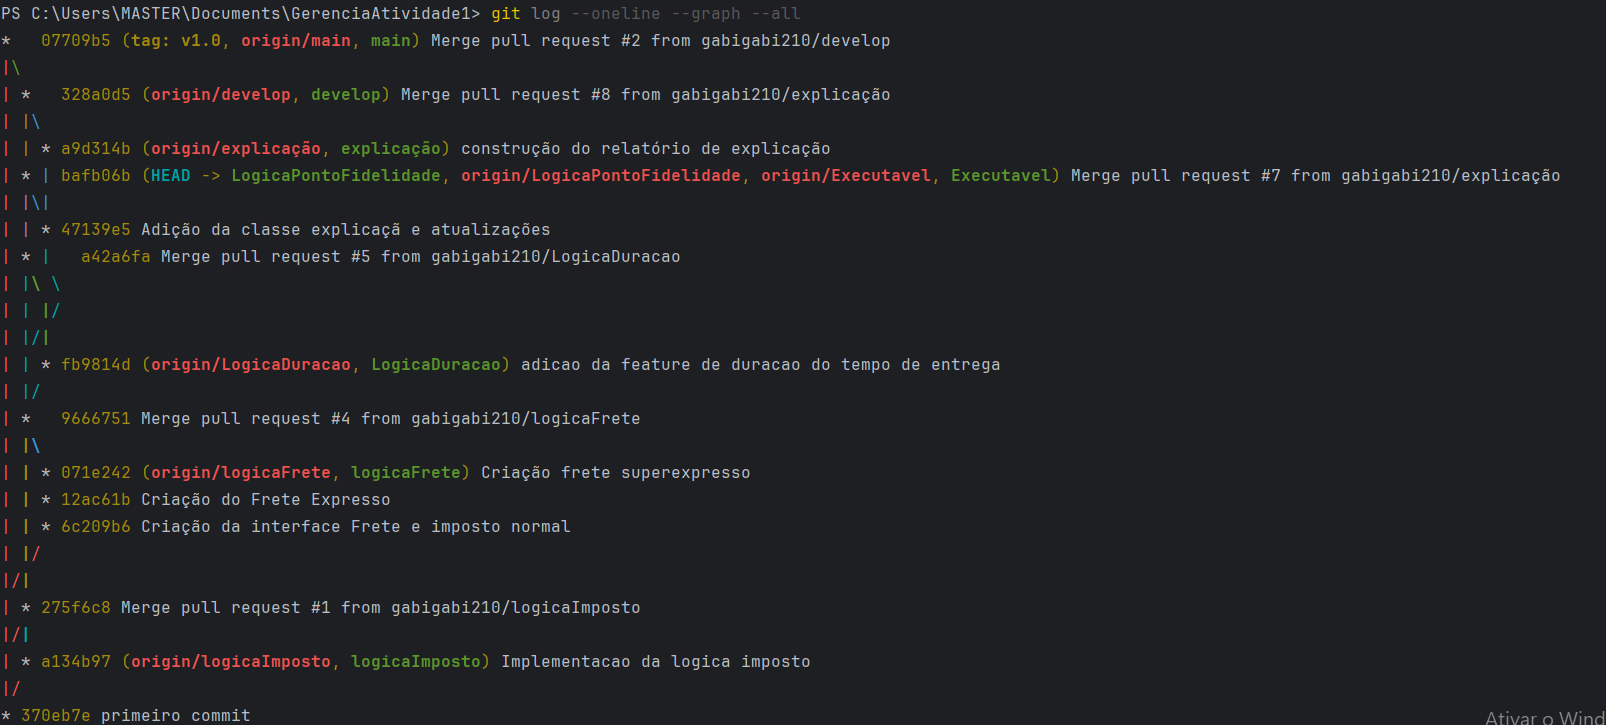 PS C:\Users\MASTER\Documents\GerenciaAtividade1> git log --oneline --graph --all
*   07709b5 (tag: v1.0, origin/main, main) Merge pull request #2 from gabigabi210/develop
|\
| *   328a0d5 (origin/develop, develop) Merge pull request #8 from gabigabi210/explicação
| |\
| | * a9d314b (origin/explicação, explicação) construção do relatório de explicação
| * | bafb06b (HEAD -> LogicaPontoFidelidade, origin/LogicaPontoFidelidade, origin/Executavel, Executavel) Merge pull request #7 from gabigabi210/explicação
| |\|
| | * 47139e5 Adição da classe explicaçã e atualizações
| * |   a42a6fa Merge pull request #5 from gabigabi210/LogicaDuracao
| |\ \
| | |/
| |/|
| | * fb9814d (origin/LogicaDuracao, LogicaDuracao) adicao da feature de duracao do tempo de entrega
| |/
| *   9666751 Merge pull request #4 from gabigabi210/logicaFrete
| |\
| | * 071e242 (origin/logicaFrete, logicaFrete) Criação frete superexpresso
| | * 12ac61b Criação do Frete Expresso
| | * 6c209b6 Criação da interface Frete e imposto normal
| |/
|/|
| * 275f6c8 Merge pull request #1 from gabigabi210/logicaImposto
|/|
| * a134b97 (origin/logicaImposto, logicaImposto) Implementacao da logica imposto
|/
* 370eb7e primeiro commit
Ativar o Wind